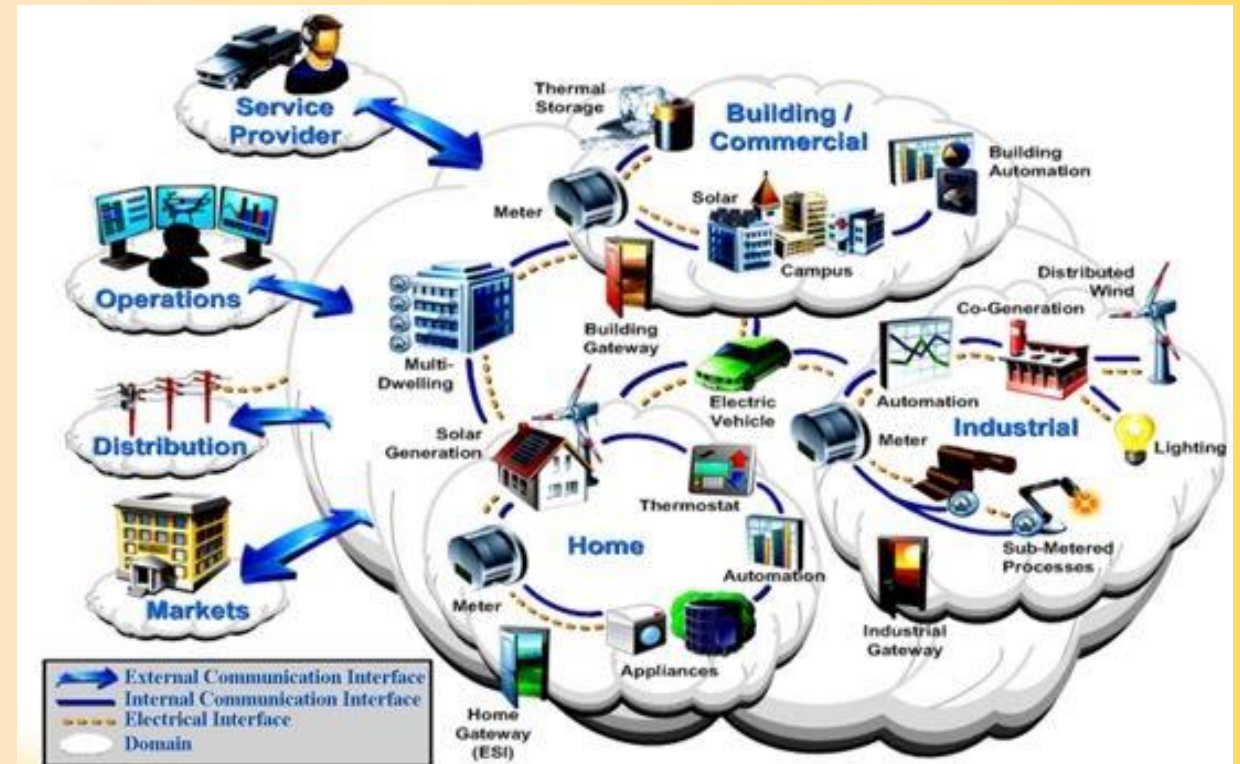 Service
Provider
Thermal
Storage
Building /
Commercial
Building
Automation
Meter
Solar
Campus
Operations
Multi-
Dwelling
Building
Gateway
Electric
Vehicle
Distributed
Wind
Co-Generation
Automation
Meter
Industrial
Lighting
Sub-Metered
Processes
Industrial
Gateway
Distribution
Solar
Generation
Thermostat
Home
Automation
Meter
Appliances
Home
Gateway
(ESI)
Markets
External Communication Interface
Internal Communication Interface
Electrical Interface
Domain